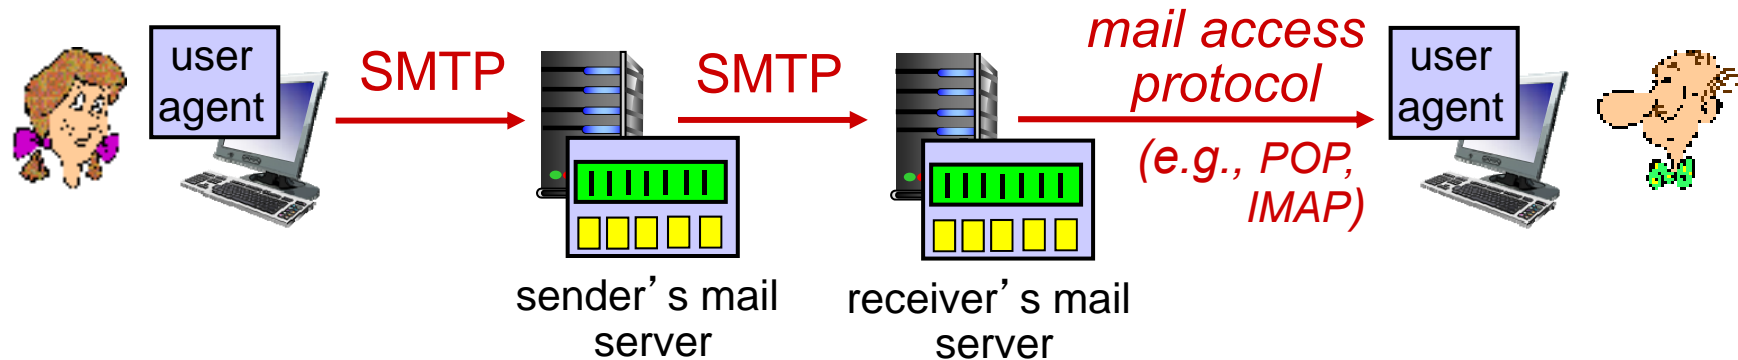 user
agent
SMTP
SMTP
mail access
protocol
(e.g., POP,
IMAP)
user
agent
sender’s mail
server
receiver’s mail
server